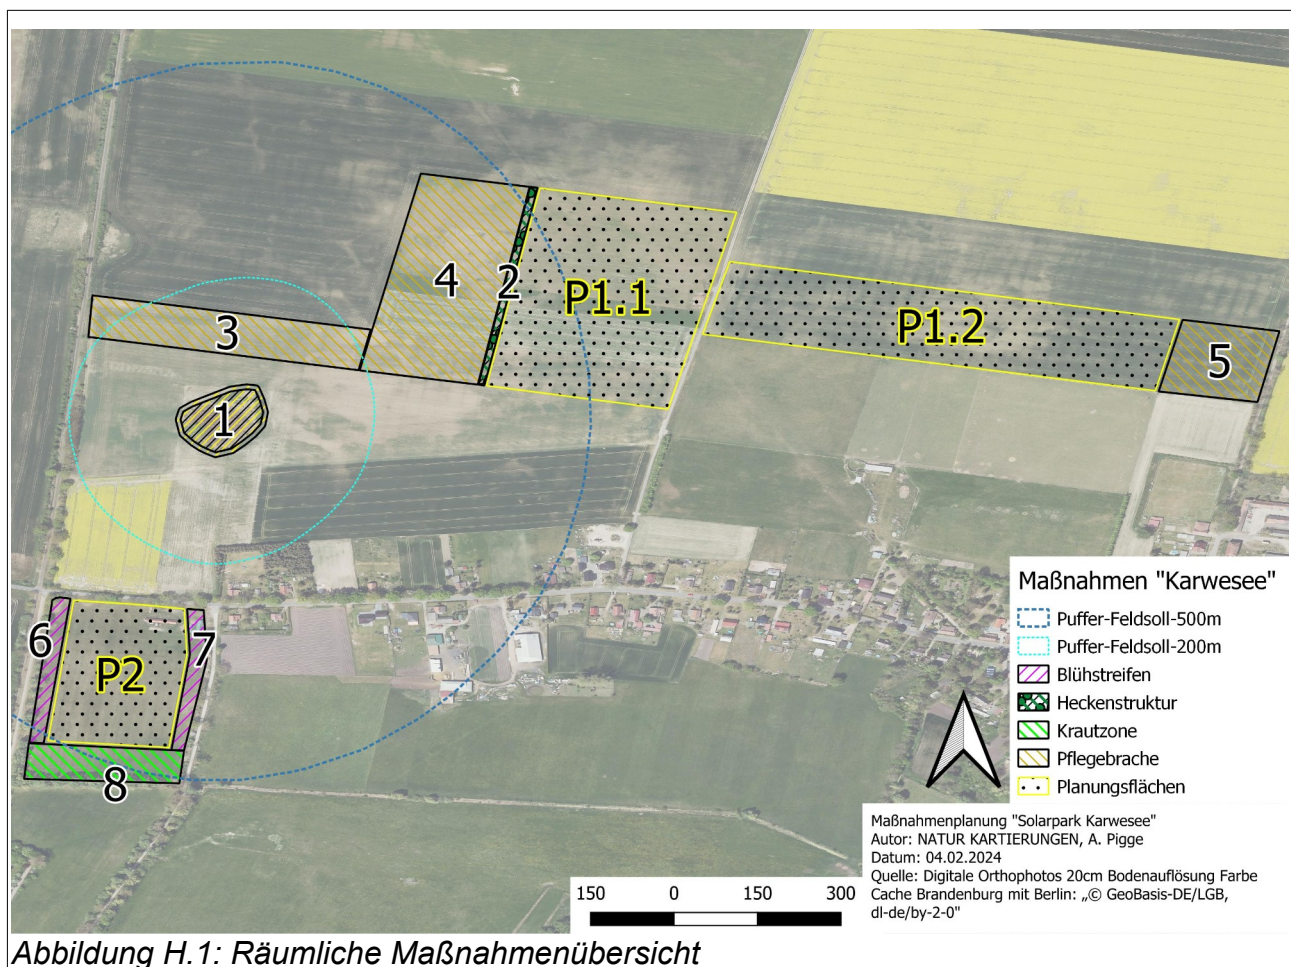 4
2
P1.1
3
P1.2
5
1
6
P2
7
8
Maßnahmen "Karwesee"
Puffer-Feldsoll-500m
Puffer-Feldsoll-200m
Blühstreifen
Heckenstruktur
Krautzone
Pflegebrache
Planungsflächen
Maßnahmenplanung "Solarpark Karwesee"
Autor: NATUR KARTIERUNGEN, A. Pigge
Datum: 04.02.2024
Quelle: Digitale Orthophotos 20cm Bodenauflösung Farbe
Cache Brandenburg mit Berlin: „© GeoBasis-DE/LGB,
dl-de/by-2-0"
150 0 150 300
Abbildung H.1: Räumliche Maßnahmenübersicht